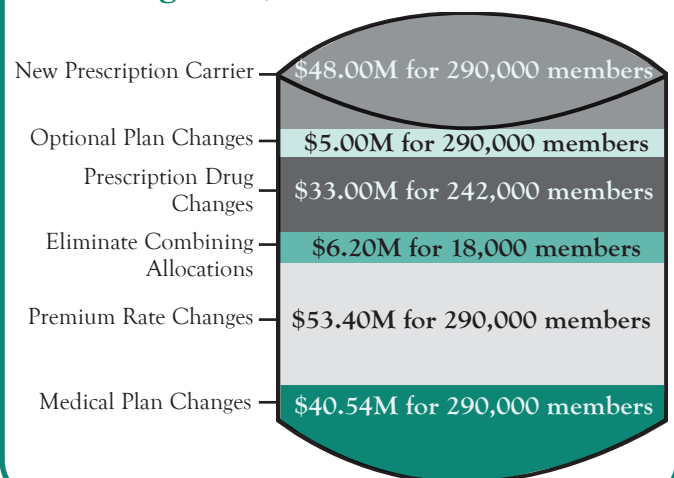 New Prescription Carrier
$48.00M for 290,000 members
Optional Plan Changes
$5.00M for 290,000 members
Prescription Drug
Changes
$33.00M for 242,000 members
Eliminate Combining
Allocations
$6.20M for 18,000 members
Premium Rate Changes
$53.40M for 290,000 members
Medical Plan Changes
$40.54M for 290,000 members